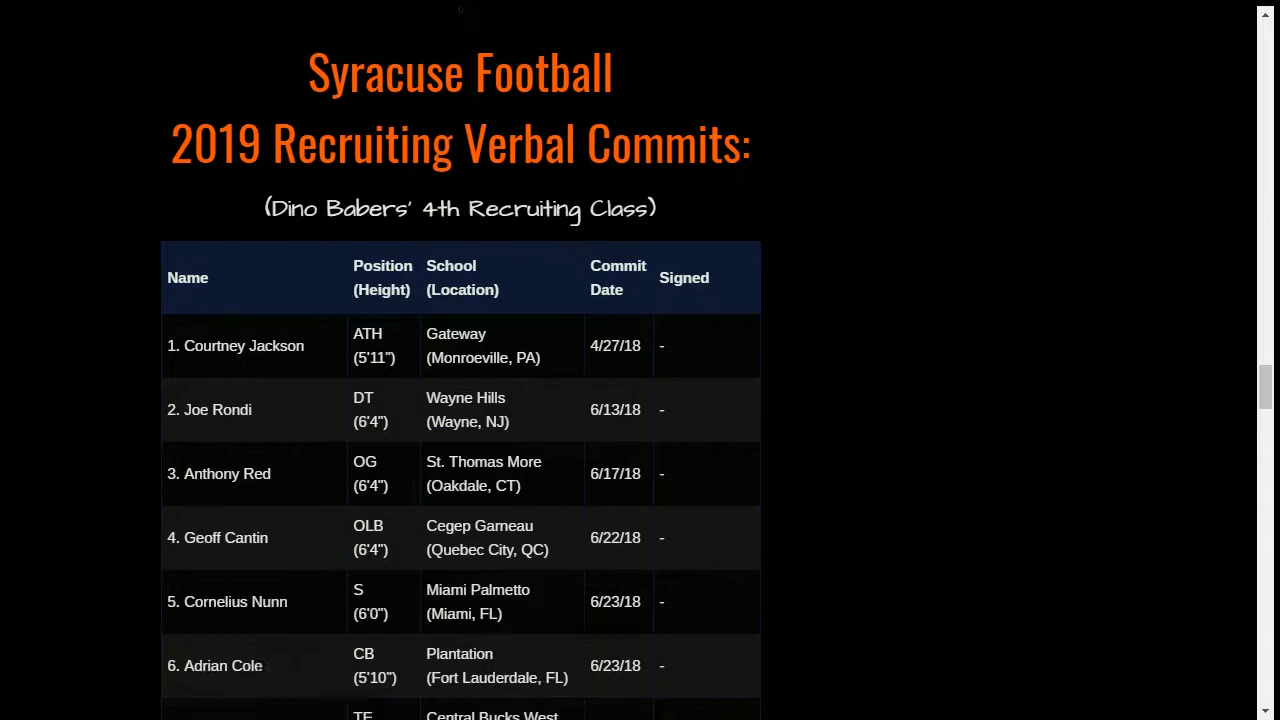 Syracuse Football
2019 Recruiting Verbal Commits:
(Dino Babers' 4th Recruiting Class)
Name Position (Height) School (Location) Commit Date Signed
1. Courtney Jackson ATH (5'11") Gateway (Monroeville, PA) 4/27/18 -
2. Joe Rondi DT (6'4") Wayne Hills (Wayne, NJ) 6/13/18 -
3. Anthony Red OG (6'4") St. Thomas More (Oakdale, CT) 6/17/18 -
4. Geoff Cantin OLB (6'4") Cegep Garneau (Quebec City, QC) 6/22/18 -
5. Cornelius Nunn S (6'0") Miami Palmetto (Miami, FL) 6/23/18 -
6. Adrian Cole CB (5'10") Plantation (Fort Lauderdale, FL) 6/23/18 -
TE Central Bucks West